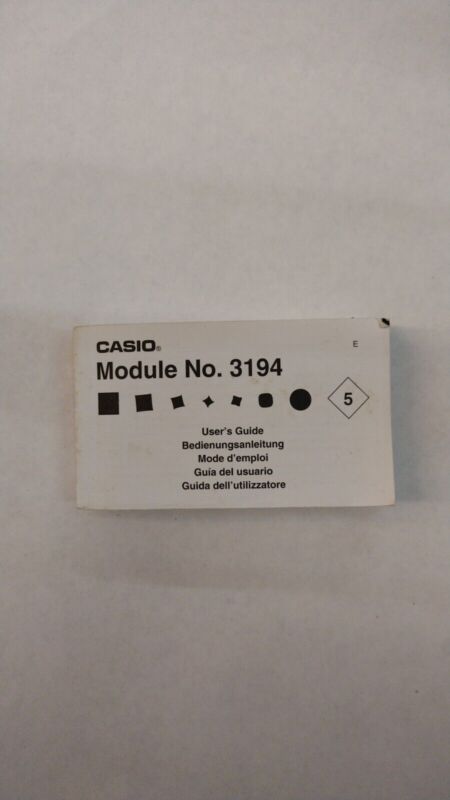 CASIO®
E
Module No. 3194
5
User's Guide
Bedienungsanleitung
Mode d'emploi
Guía del usuario
Guida dell'utilizzatore